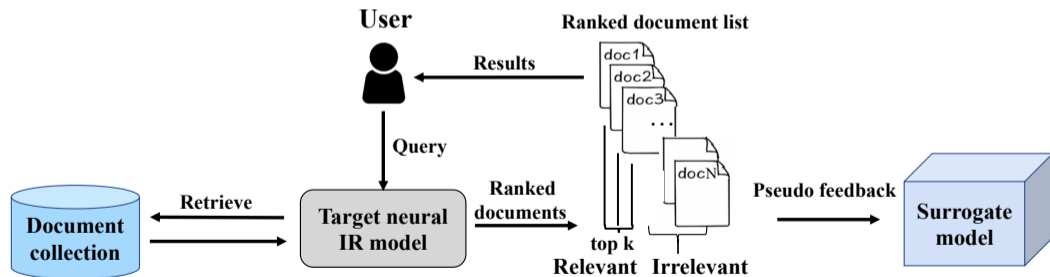 User
Ranked document list
Results
doc1
doc2
doc3
...
docN
Query
Document
collection
Retrieve
Target neural
IR model
Ranked
documents
top k
Relevant
Irrelevant
Pseudo feedback
Surrogate
model